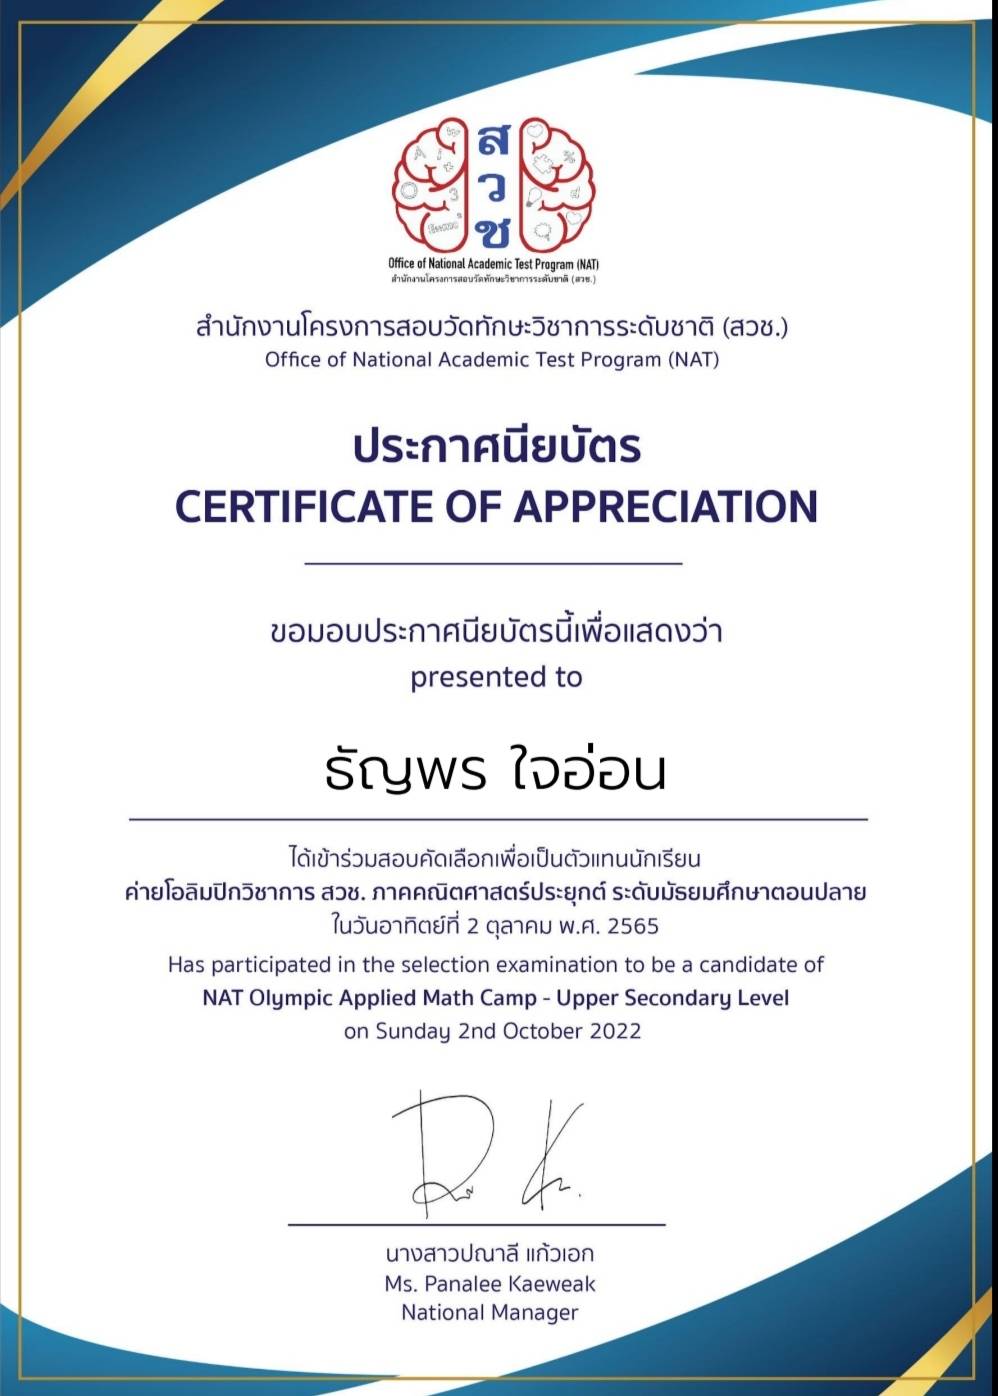 ส
ว
ช
Office of National Academic Test Program (NAT)
สำนักงานโครงการสอบวัดทักษะวิชาการระดับชาติ (สวช.)
สำนักงานโครงการสอบวัดทักษะวิชาการระดับชาติ (สวช.)
Office of National Academic Test Program (NAT)
ประกาศนียบัตร
CERTIFICATE OF APPRECIATION
ขอมอบประกาศนียบัตรนี้เพื่อแสดงว่า
presented to
ธัญพร ใจอ่อน
ได้เข้าร่วมสอบคัดเลือกเพื่อเป็นตัวแทนนักเรียน
ค่ายโอลิมปิกวิชาการ สวช. ภาคคณิตศาสตร์ประยุกต์ ระดับมัธยมศึกษาตอนปลาย
ในวันอาทิตย์ที่ 2 ตุลาคม พ.ศ. 2565
Has participated in the selection examination to be a candidate of
NAT Olympic Applied Math Camp - Upper Secondary Level
on Sunday 2nd October 2022
นางสาวปณาลี แก้วเอก
Ms. Panalee Kaeweak
National Manager